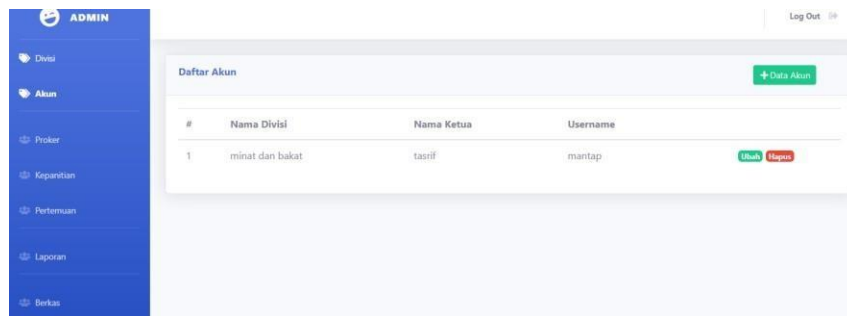 ADMIN
Log Out
Divisi
Akun
Proker
Kepanitian
Pertemuan
Laporan
Berkas
Daftar Akun
+ Data Akun
# Nama Divisi Nama Ketua Username
1 minat dan bakat tasrif mantap Ubah Hapus